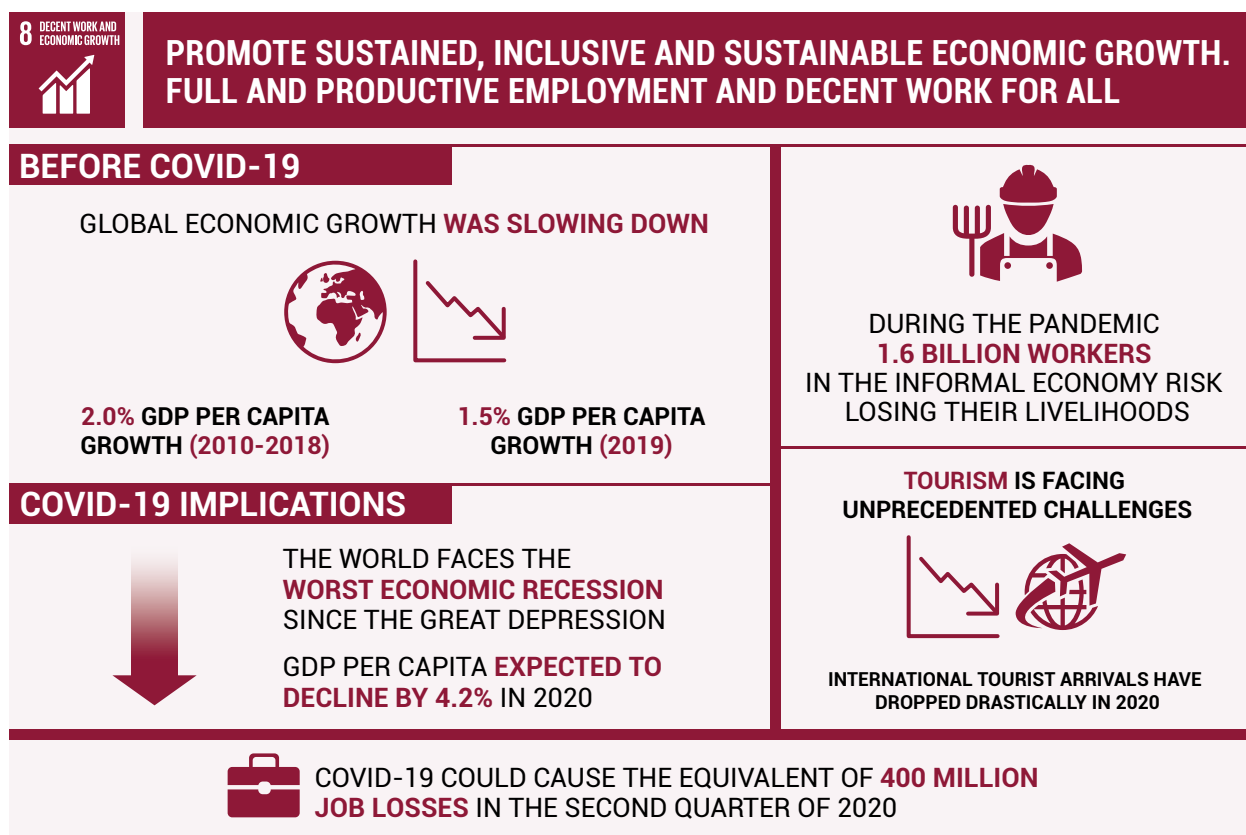 8 DECENT WORK AND
ECONOMIC GROWTH
PROMOTE SUSTAINED, INCLUSIVE AND SUSTAINABLE ECONOMIC GROWTH.
FULL AND PRODUCTIVE EMPLOYMENT AND DECENT WORK FOR ALL
BEFORE COVID-19
GLOBAL ECONOMIC GROWTH WAS SLOWING DOWN
2.0% GDP PER CAPITA
GROWTH (2010-2018)
1.5% GDP PER CAPITA
GROWTH (2019)
COVID-19 IMPLICATIONS
THE WORLD FACES THE
WORST ECONOMIC RECESSION
SINCE THE GREAT DEPRESSION
GDP PER CAPITA EXPECTED TO
DECLINE BY 4.2% IN 2020
DURING THE PANDEMIC
1.6 BILLION WORKERS
IN THE INFORMAL ECONOMY RISK
LOSING THEIR LIVELIHOODS
TOURISM IS FACING
UNPRECEDENTED CHALLENGES
INTERNATIONAL TOURIST ARRIVALS HAVE
DROPPED DRASTICALLY IN 2020
COVID-19 COULD CAUSE THE EQUIVALENT OF 400 MILLION
JOB LOSSES IN THE SECOND QUARTER OF 2020